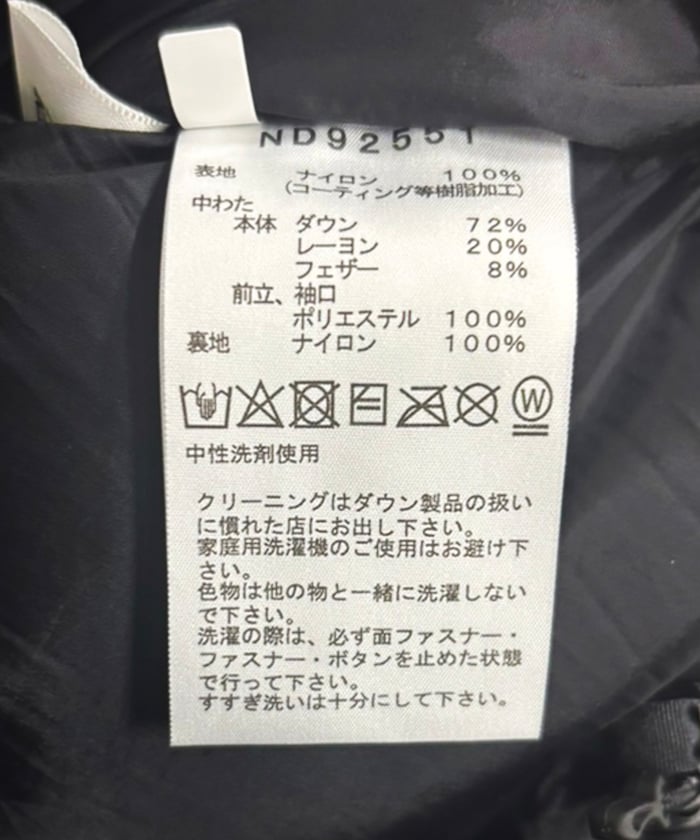 ND92551
表地 ナイロン 100%
(コーティング等樹脂加工)
中わた
本体 ダウン 72%
レーヨン 20%
フェザー 8%
前立、袖口
ポリエステル 100%
裏地 ナイロン 100%
W
中性洗剤使用
クリーニングはダウン製品の扱い
に慣れた店にお出し下さい。
家庭用洗濯機のご使用はお避け下
さい。
色物は他の物と一緒に洗濯しない
で下さい。
洗濯の際は、必ず面ファスナー・
ファスナー・ボタンを止めた状態
で行って下さい。
すすぎ洗いは十分にして下さい。